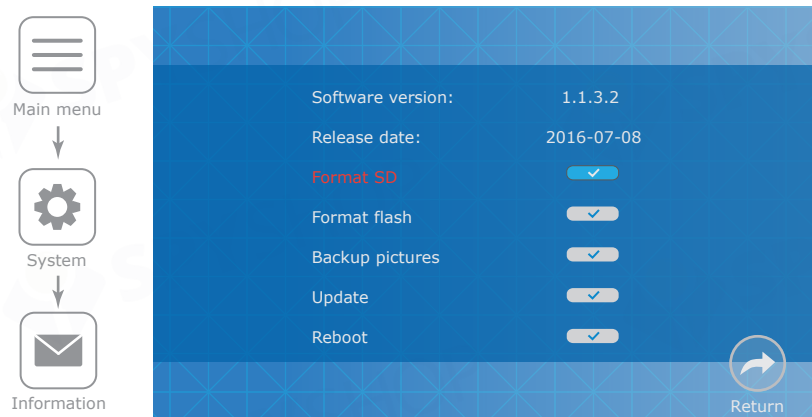 Main menu
System
Information
Software version: 1.1.3.2
Release date: 2016-07-08
Format SD
Format flash
Backup pictures
Update
Reboot
Return